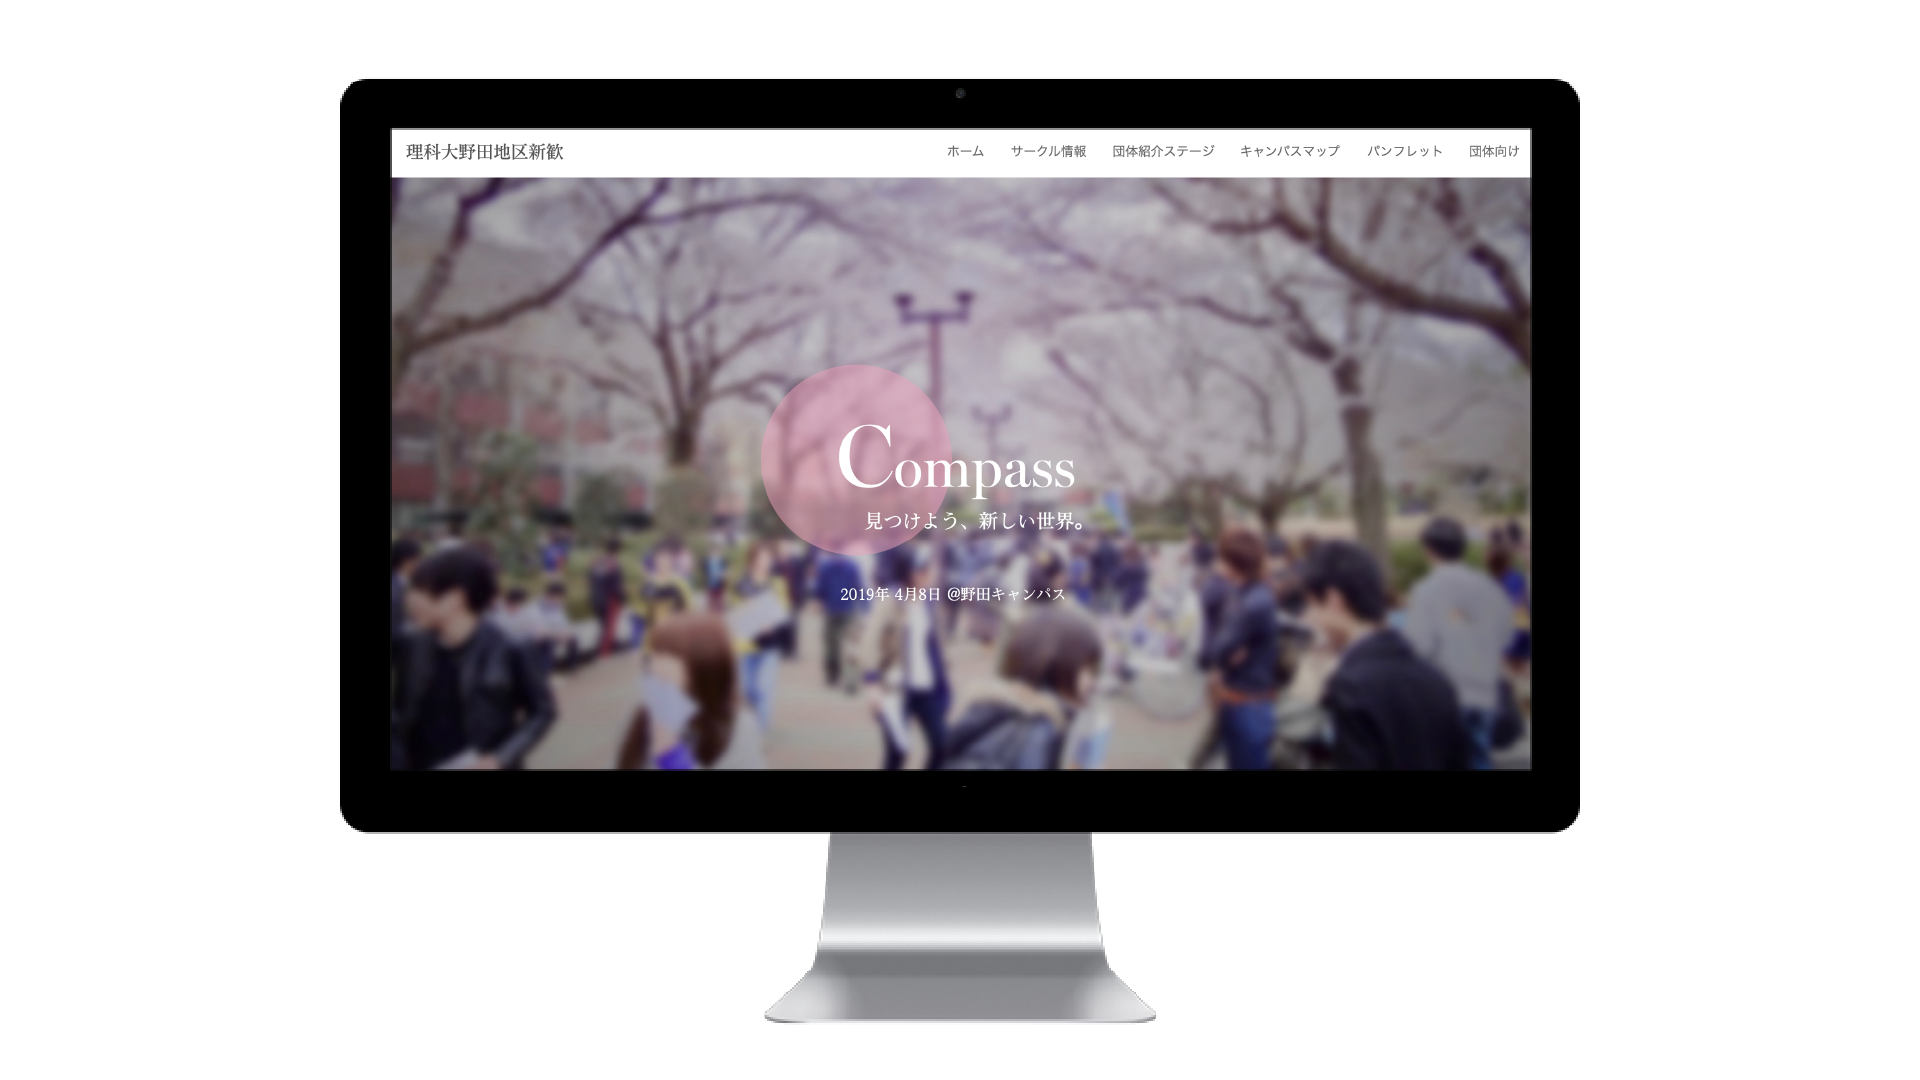 理科大野田地区新歓
ホーム サークル情報 団体紹介ステージ キャンパスマップ パンフレット 団体向け
Compass
見つけよう、新しい世界。
2019年 4月8日 @野田キャンパス